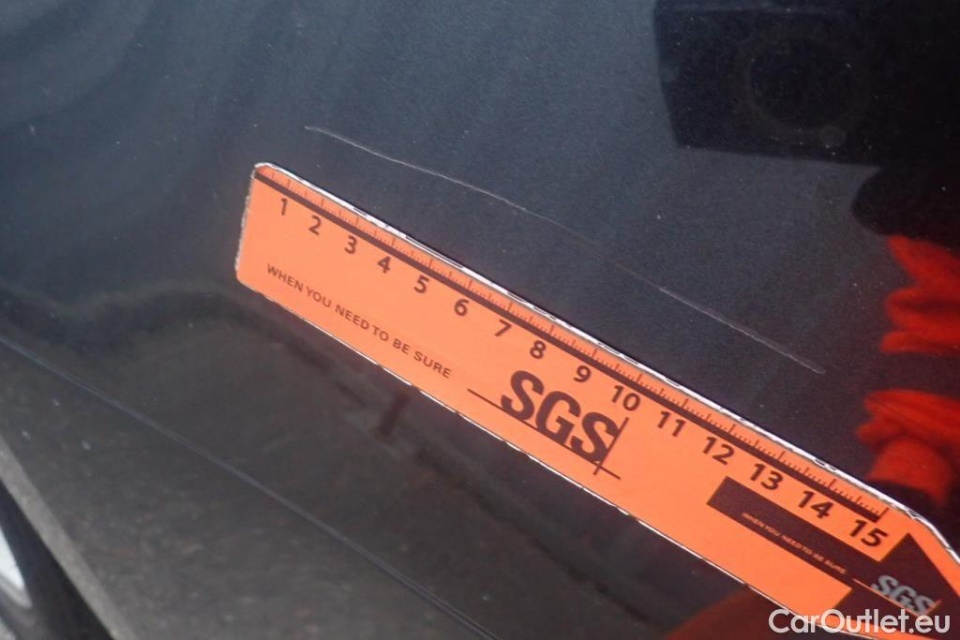 1 2 3 4 5 6 7 8 9 10 11 12 13 14 15
WHEN YOU NEED TO BE SURE
SGS
WHEN YOU NEED TO BE SURE
SGS
CarOutlet.eu